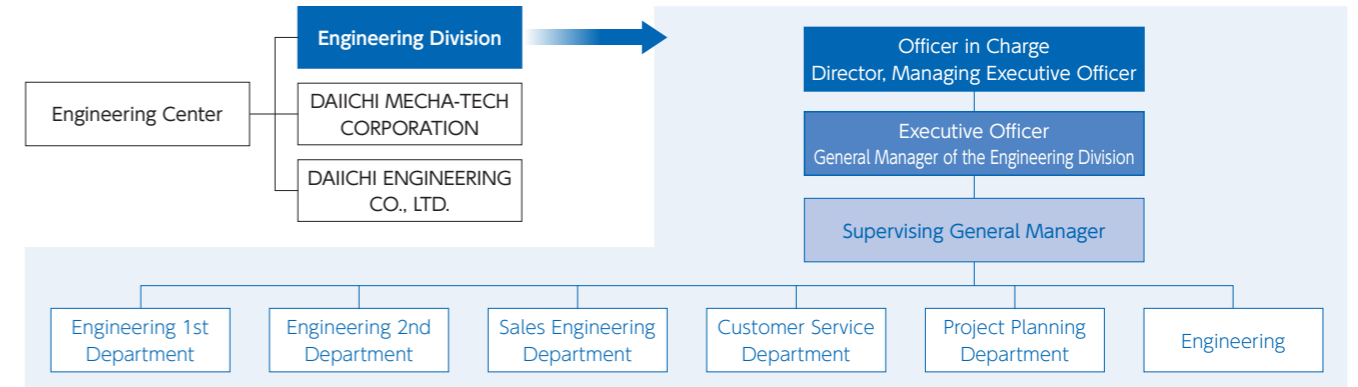 Engineering Center
Engineering Division
DAIICHI MECHA-TECH
CORPORATION
DAIICHI ENGINEERING
CO., LTD.
Officer in Charge
Director, Managing Executive Officer
Executive Officer
General Manager of the Engineering Division
Supervising General Manager
Engineering 1st
Department
Engineering 2nd
Department
Sales Engineering
Department
Customer Service
Department
Project Planning
Department
Engineering